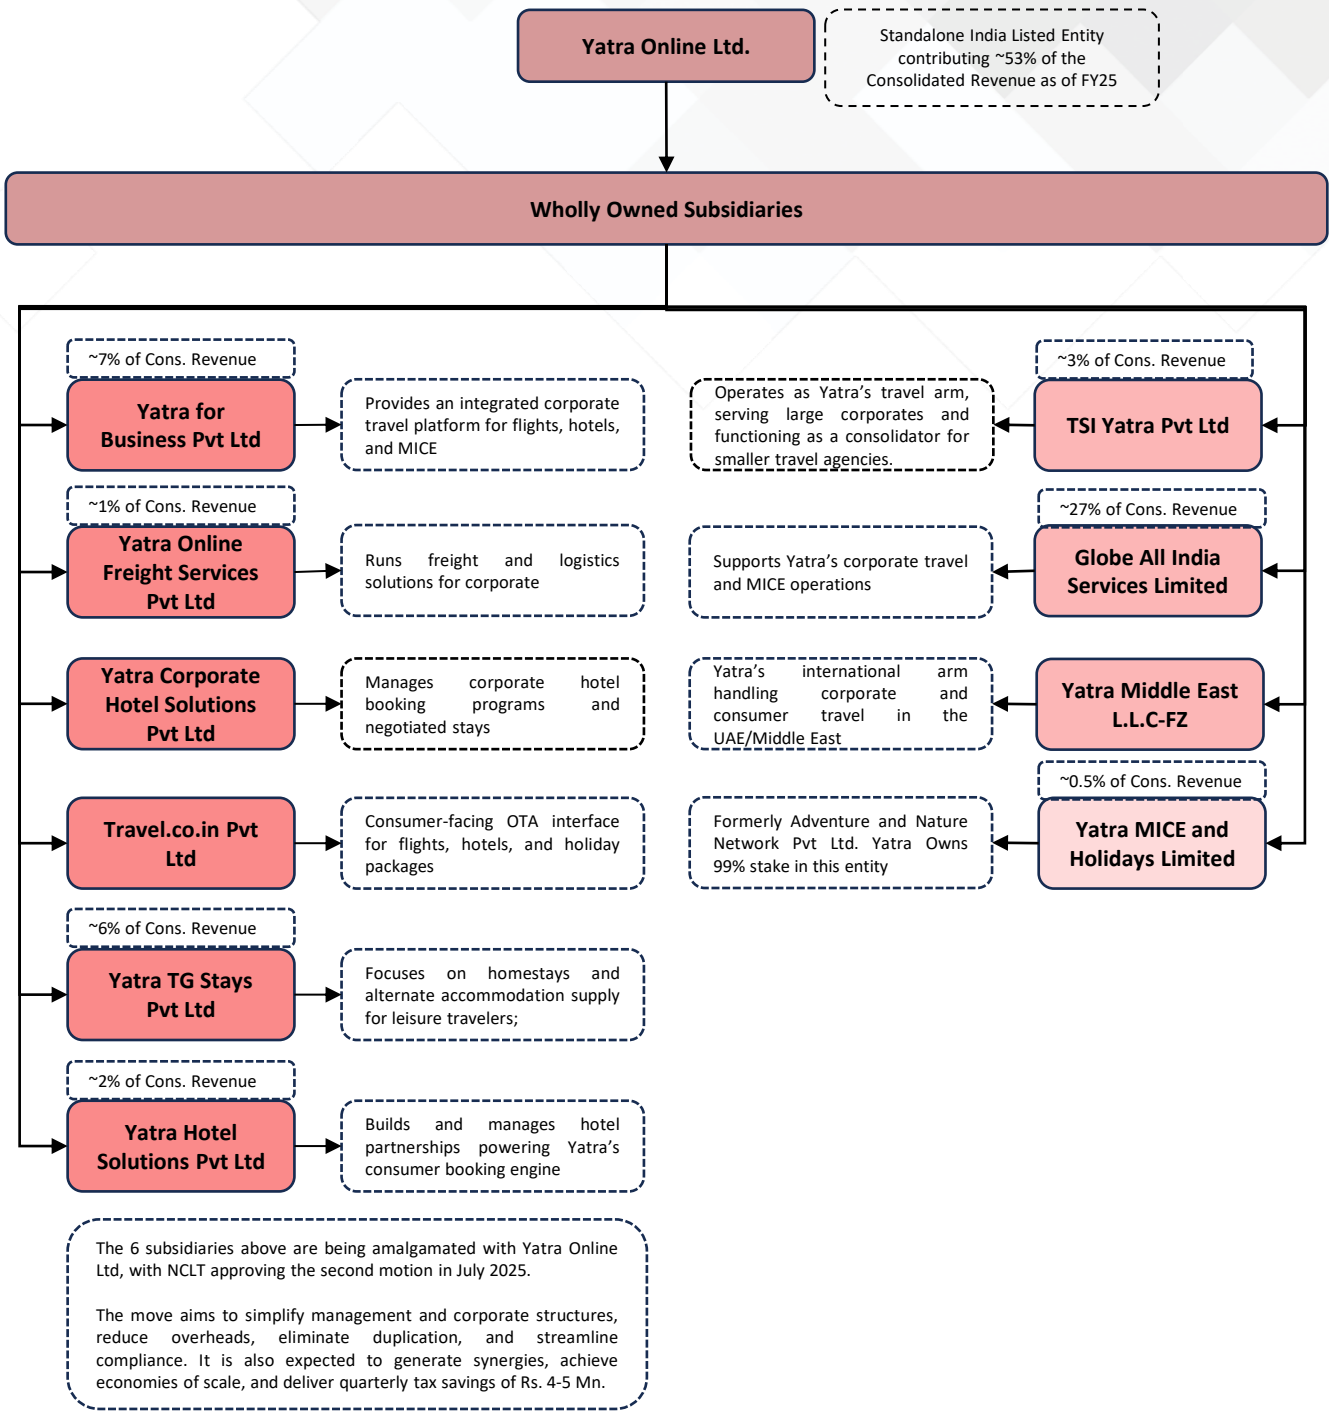 Yatra Online Ltd.
Standalone India Listed Entity
contributing ~53% of the
Consolidated Revenue as of FY25
Wholly Owned Subsidiaries
~7% of Cons. Revenue
Yatra for
Business Pvt Ltd
Provides an integrated corporate
travel platform for flights, hotels,
and MICE
~1% of Cons. Revenue
Yatra Online
Freight Services
Pvt Ltd
Runs freight and logistics
solutions for corporate
Yatra Corporate
Hotel Solutions
Pvt Ltd
Manages corporate hotel
booking programs and
negotiated stays
Travel.co.in Pvt
Ltd
Consumer-facing OTA interface
for flights, hotels, and holiday
packages
~6% of Cons. Revenue
Yatra TG Stays
Pvt Ltd
Focuses on homestays and
alternate accommodation supply
for leisure travelers;
~2% of Cons. Revenue
Yatra Hotel
Solutions Pvt Ltd
Builds and manages hotel
partnerships powering Yatra’s
consumer booking engine
~3% of Cons. Revenue
TSI Yatra Pvt Ltd
Operates as Yatra’s travel arm,
serving large corporates and
functioning as a consolidator for
smaller travel agencies.
~27% of Cons. Revenue
Globe All India
Services Limited
Supports Yatra’s corporate travel
and MICE operations
Yatra Middle East
L.L.C-FZ
Yatra’s international arm
handling corporate and
consumer travel in the
UAE/Middle East
~0.5% of Cons. Revenue
Yatra MICE and
Holidays Limited
Formerly Adventure and Nature
Network Pvt Ltd. Yatra Owns
99% stake in this entity
The 6 subsidiaries above are being amalgamated with Yatra Online
Ltd, with NCLT approving the second motion in July 2025.
The move aims to simplify management and corporate structures,
reduce overheads, eliminate duplication, and streamline
compliance. It is also expected to generate synergies, achieve
economies of scale, and deliver quarterly tax savings of Rs. 4-5 Mn.